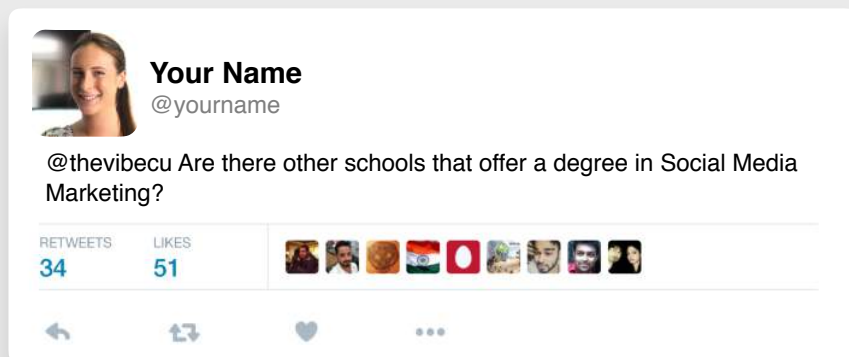 Your Name
@yourname
@thevibecu Are there other schools that offer a degree in Social Media
Marketing?
RETWEETS LIKES
34 51